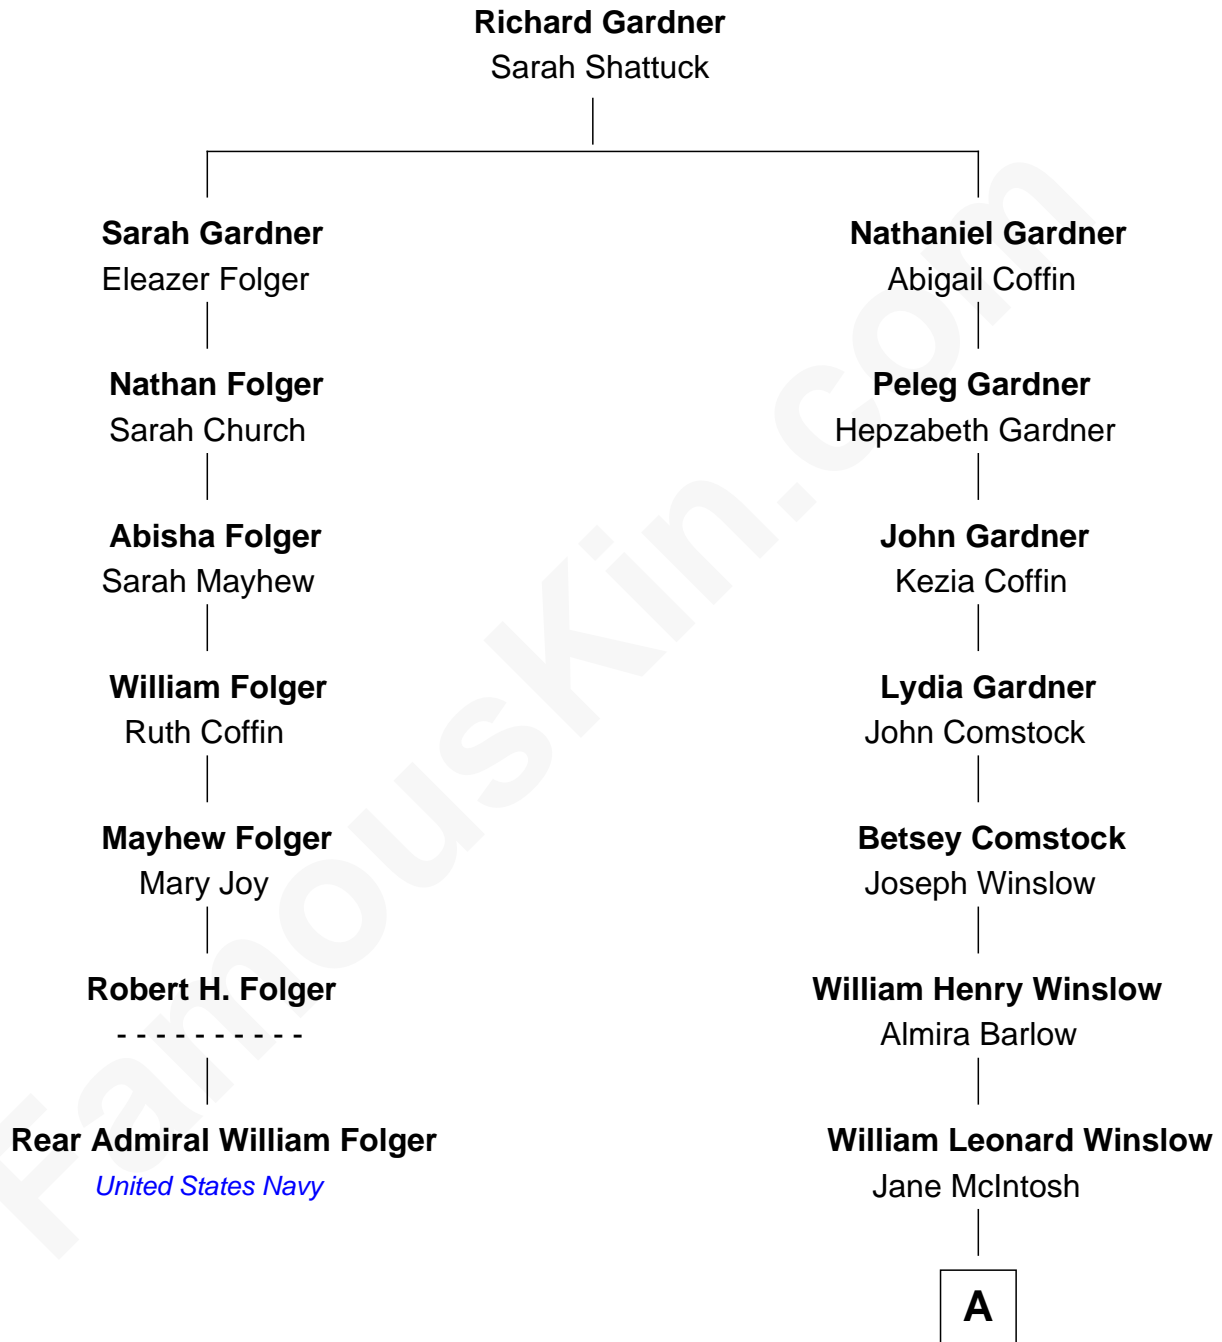 Richard Gardner
Sarah Shattuck
Sarah Gardner
Eleazer Folger
Nathaniel Gardner
Abigail Coffin
Nathan Folger
Sarah Church
Peleg Gardner
Hepzabeth Gardner
Abisha Folger
Sarah Mayhew
John Gardner
Kezia Coffin
William Folger
Ruth Coffin
Lydia Gardner
John Comstock
Mayhew Folger
Mary Joy
Betsey Comstock
Joseph Winslow
Robert H. Folger
- - - - - - - - - -
William Henry Winslow
Almira Barlow
Rear Admiral William Folger
United States Navy
William Leonard Winslow
Jane McIntosh
A
FamousKin.com